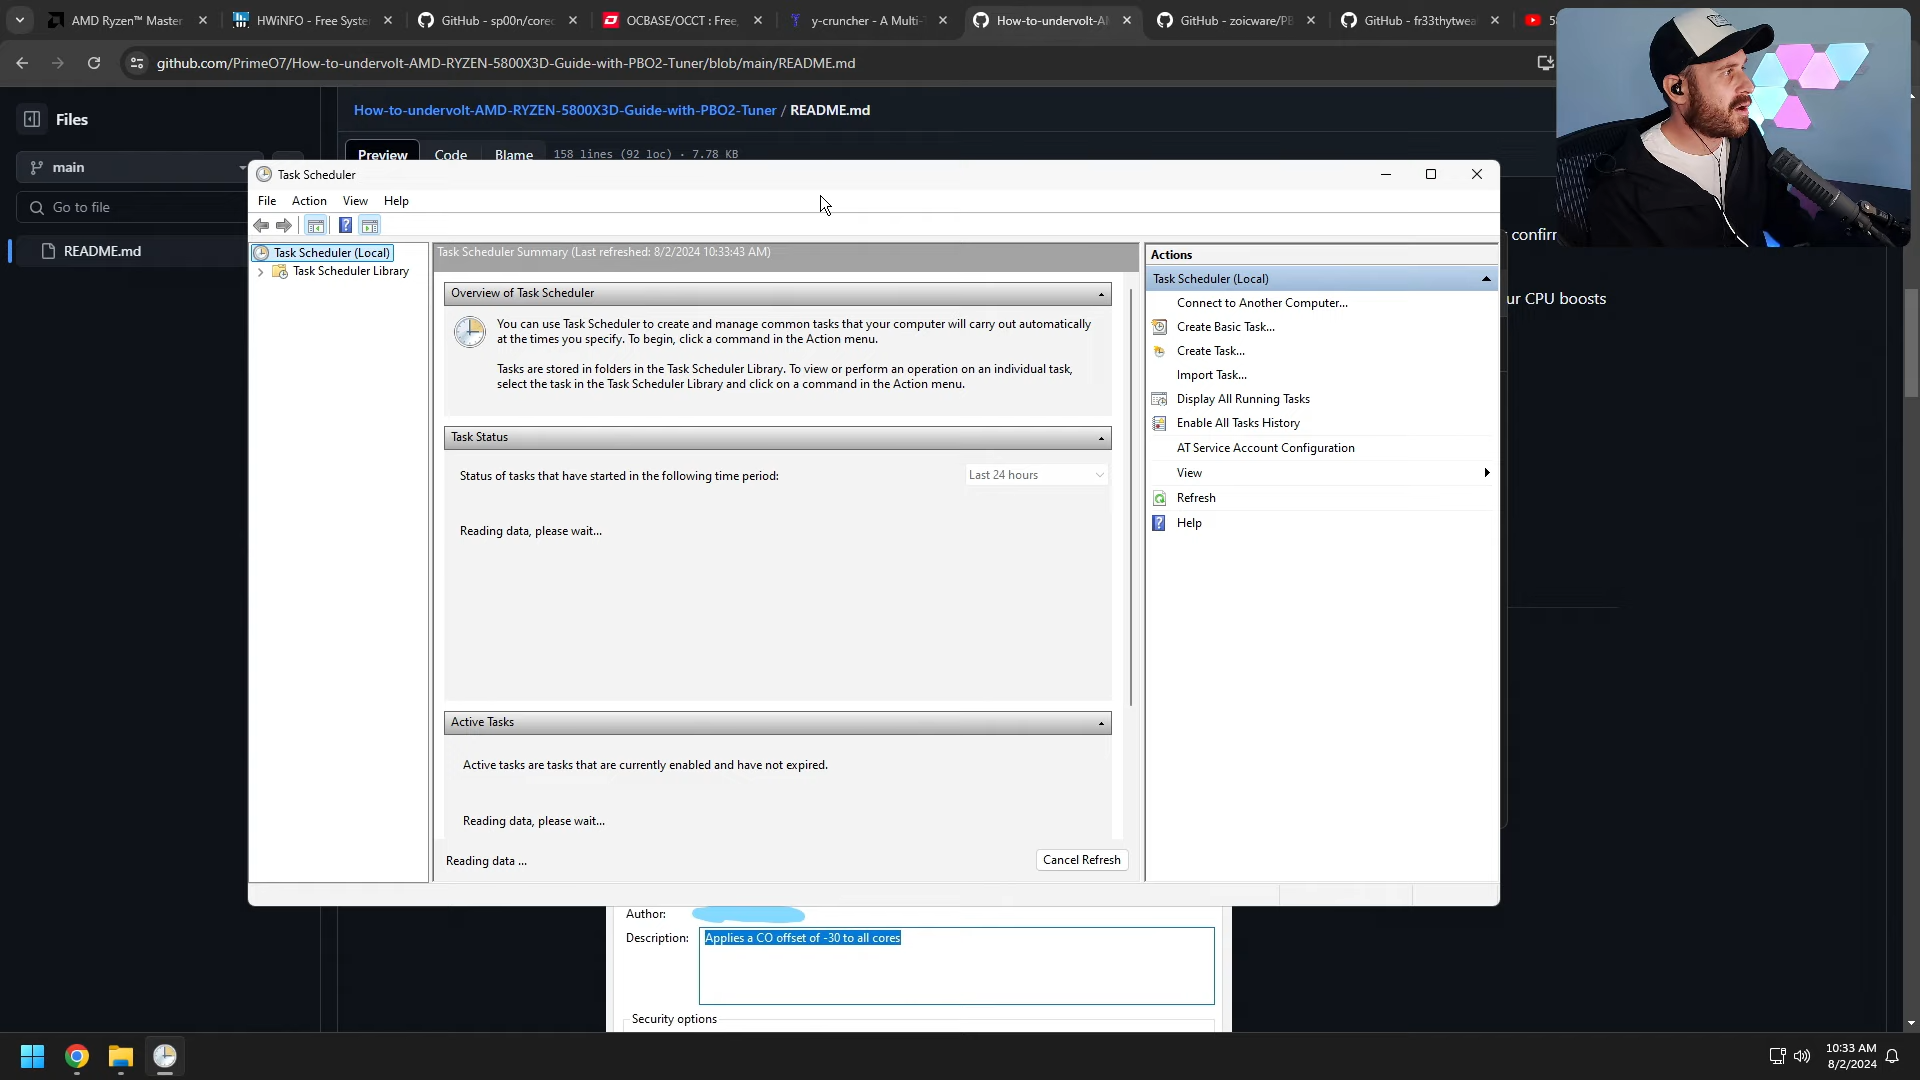 AMD Ryzen™ Master
HWiNFO - Free Syste
GitHub - sp00n/corec
OCBASE/OCCT : Free,
y-cruncher - A Multi-
How-to-undervolt-A
GitHub - zoicware/PB
GitHub - fr33thytwea
github.com/PrimeO7/How-to-undervolt-AMD-RYZEN-5800X3D-Guide-with-PBO2-Tuner/blob/main/README.md
Files
How-to-undervolt-AMD-RYZEN-5800X3D-Guide-with-PBO2-Tuner / README.md
main
Preview Code Blame 158 lines (92 loc) · 7.78 KB
Go to file
README.md
confir
ur CPU boosts
Task Scheduler
File Action View Help
Task Scheduler (Local)
Task Scheduler Library
Task Scheduler Summary (Last refreshed: 8/2/2024 10:33:43 AM)
Overview of Task Scheduler
You can use Task Scheduler to create and manage common tasks that your computer will carry out automatically
at the times you specify. To begin, click a command in the Action menu.
Tasks are stored in folders in the Task Scheduler Library. To view or perform an operation on an individual task,
select the task in the Task Scheduler Library and click on a command in the Action menu.
Task Status
Status of tasks that have started in the following time period:
Last 24 hours
Reading data, please wait...
Active Tasks
Active tasks are tasks that are currently enabled and have not expired.
Reading data, please wait...
Reading data ...
Cancel Refresh
Actions
Task Scheduler (Local)
Connect to Another Computer...
Create Basic Task...
Create Task...
Import Task...
Display All Running Tasks
Enable All Tasks History
AT Service Account Configuration
View
Refresh
Help
Author:
Description:
Applies a CO offset of -30 to all cores
Security options
10:33 AM
8/2/2024